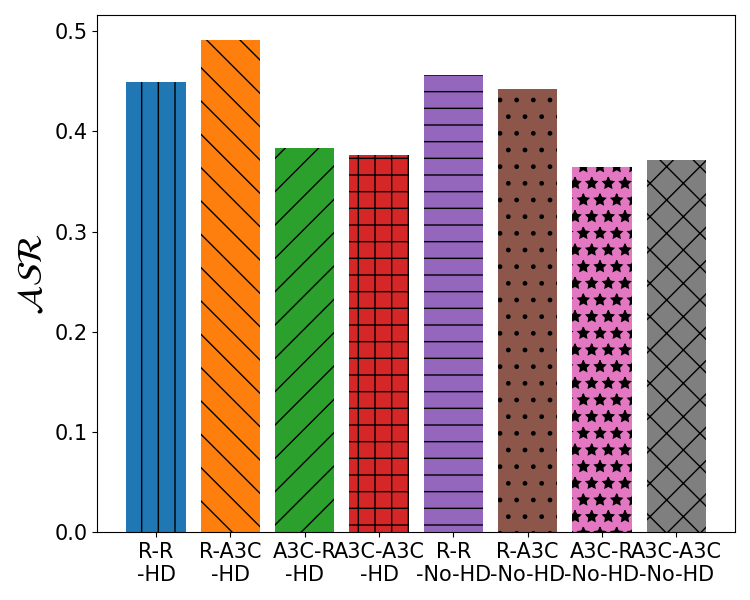 0.5
0.4
0.3
0.2
0.1
0.0
𝒜𝒮ℛ
R-R -HD
R-A3C -HD
A3C-R -HD
A3C-A3C -HD
R-R -No-HD
R-A3C -No-HD
A3C-R -No-HD
A3C-A3C -No-HD